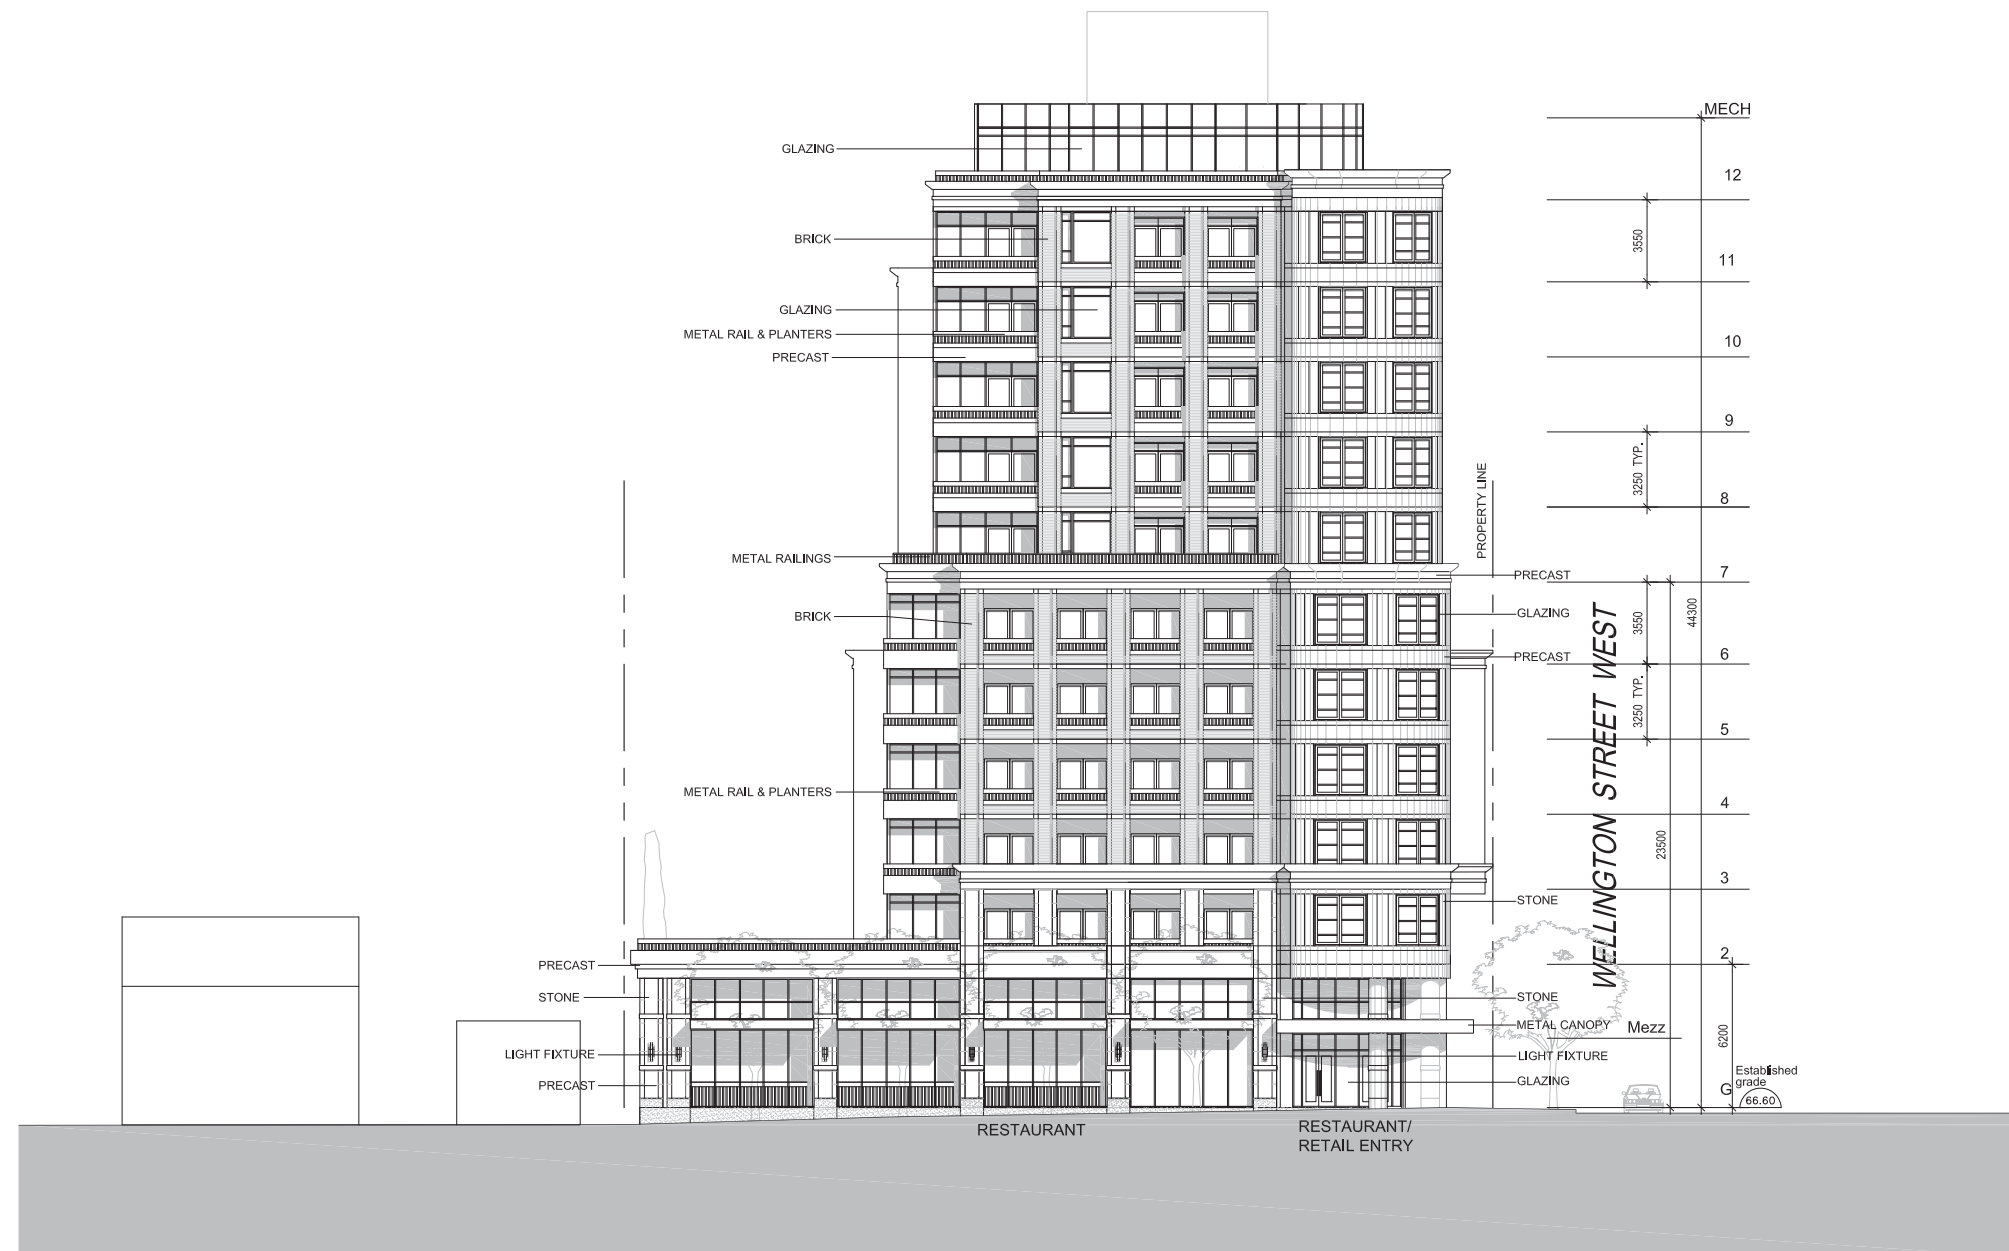 MECH
GLAZING
12
BRICK
3550
11
GLAZING
METAL RAIL & PLANTERS
10
PRECAST
9
3250 TYP.
PROPERTY LINE
8
METAL RAILINGS
7
PRECAST
GLAZING
BRICK
3550
44300
WELLINGTON STREET WEST
6
PRECAST
3250 TYP.
5
METAL RAIL & PLANTERS
4
23500
3
STONE
2
PRECAST
STONE
STONE
METAL CANOPY
Mezz
6200
LIGHT FIXTURE
LIGHT FIXTURE
Established
grade
PRECAST
GLAZING
G
66.60
RESTAURANT
RESTAURANT/
RETAIL ENTRY